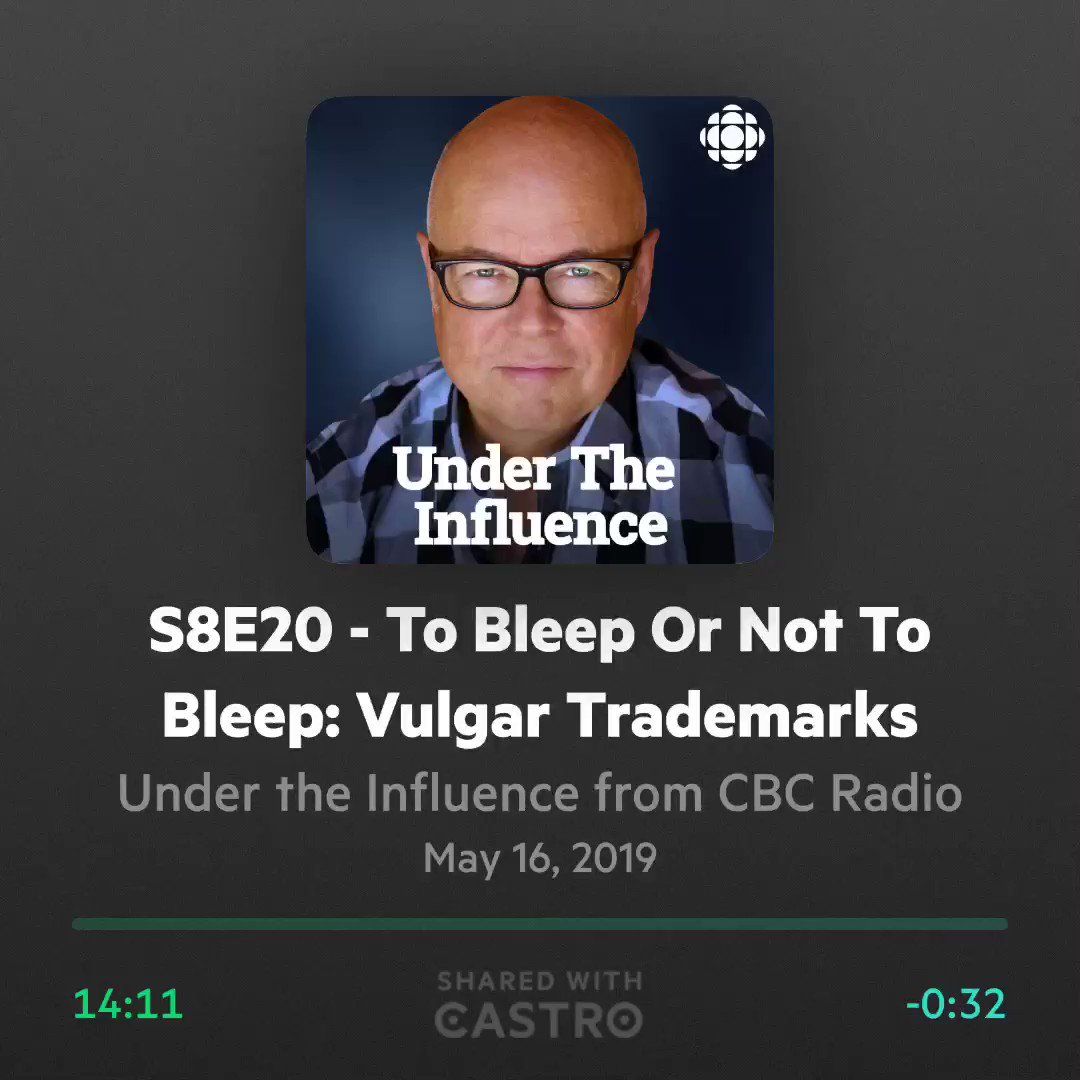 Under The
Influence
S8E20 - To Bleep Or Not To
Bleep: Vulgar Trademarks
Under the Influence from CBC Radio
May 16, 2019
14:11
SHARED WITH
CASTRO
-0:32